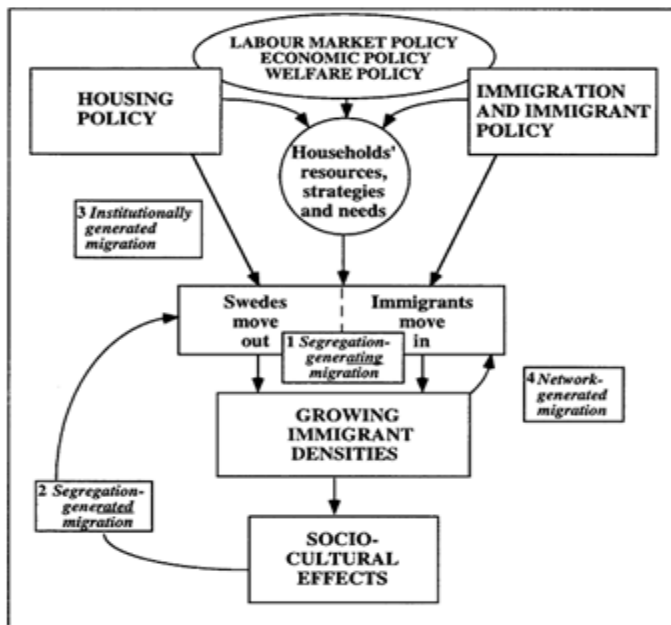 LABOUR MARKET POLICY
ECONOMIC POLICY
WELFARE POLICY
HOUSING
POLICY
IMMIGRATION
AND IMMIGRANT
POLICY
Households'
resources,
strategies
and needs
3 Institutionally
generated
migration
Swedes
move
out
Immigrants
move
in
1 Segregation-
generating
migration
4 Network-
generated
migration
GROWING
IMMIGRANT
DENSITIES
2 Segregation-
generated
migration
SOCIO-
CULTURAL
EFFECTS